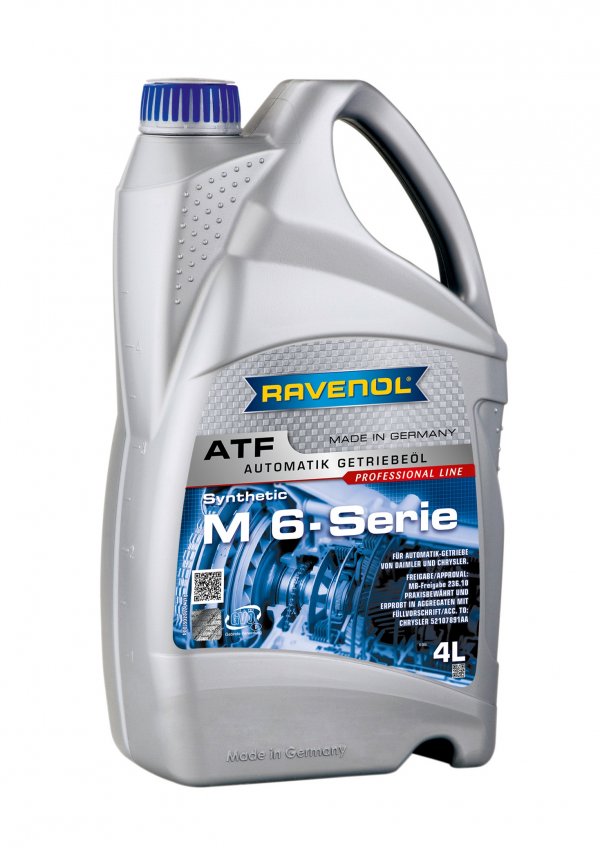 RAVENOL®
ATF
MADE IN GERMANY
AUTOMATIK GETRIEBEÖL
PROFESSIONAL LINE
Synthetic
M 6-Serie
FÜR AUTOMATIK-GETRIEBE
VON DAIMLER UND CHRYSLER.
FREIGABE/APPROVAL:
MB-Freigabe 236.10
PRAXISBEWÄHRT UND
ERPROBT IN AGGREGATEN MIT
FÜLLVORSCHRIFT/ACC. TO:
CHRYSLER 52107891AA
4L
Made in Germany